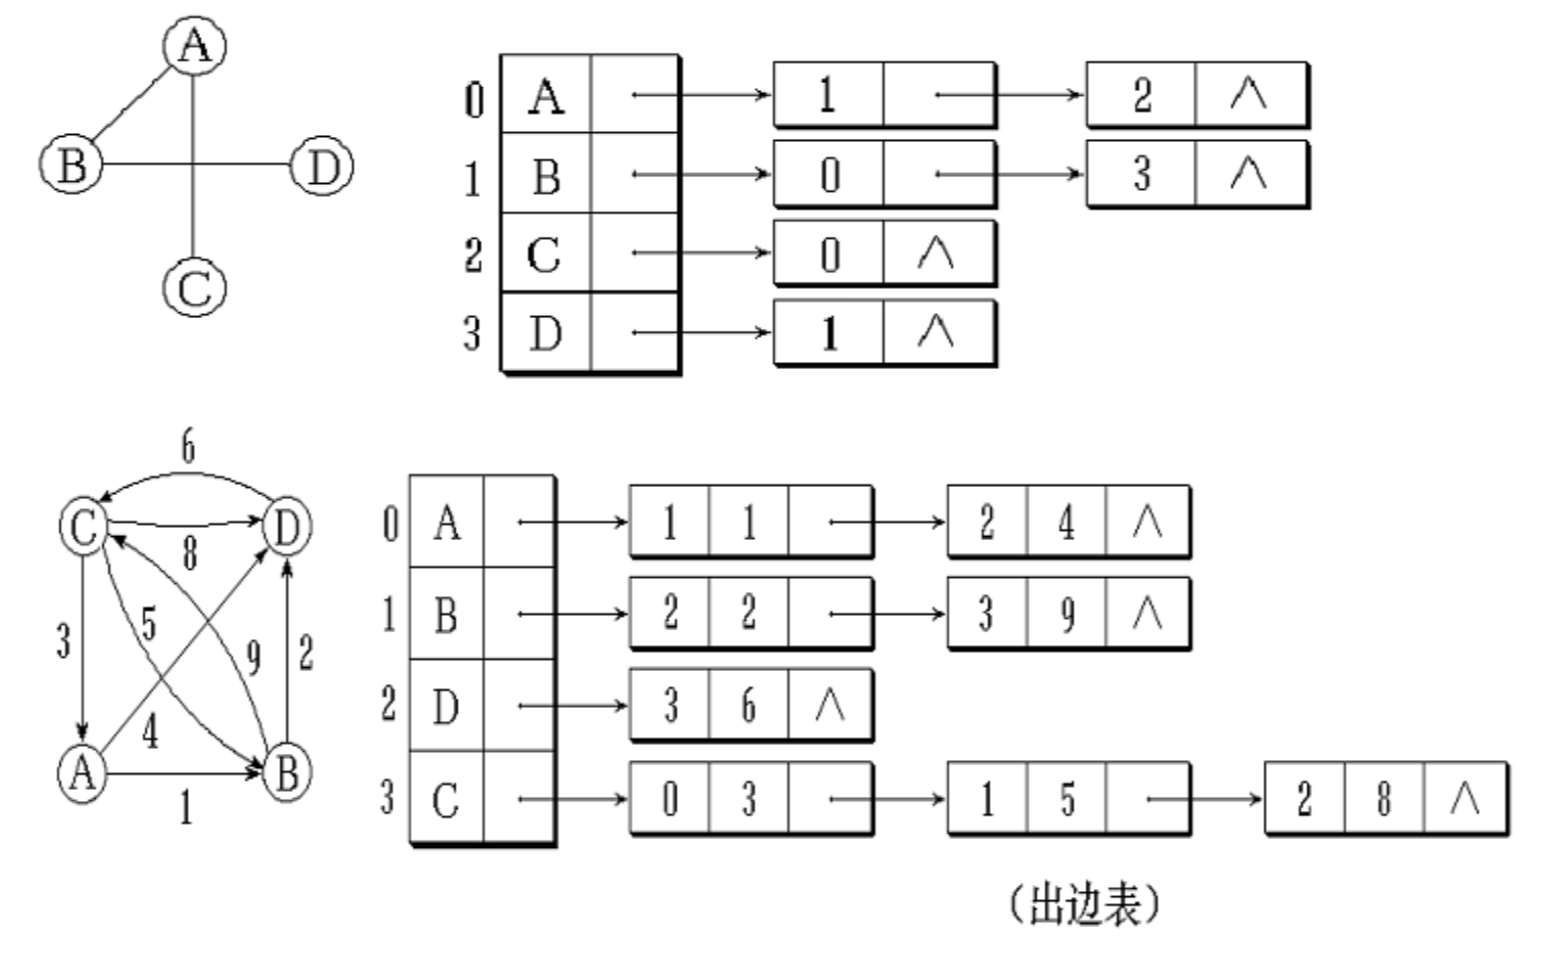 A
B D
C
0 A 1 2 ∧
1 B 0 3 ∧
2 C 0 ∧
3 D 1 ∧
6
C D
8
3 5 9 2
4
A B
1
0 A 1 1 2 4 ∧
1 B 2 2 3 9 ∧
2 D 3 6 ∧
3 C 0 3 1 5 2 8 ∧
（出边表）